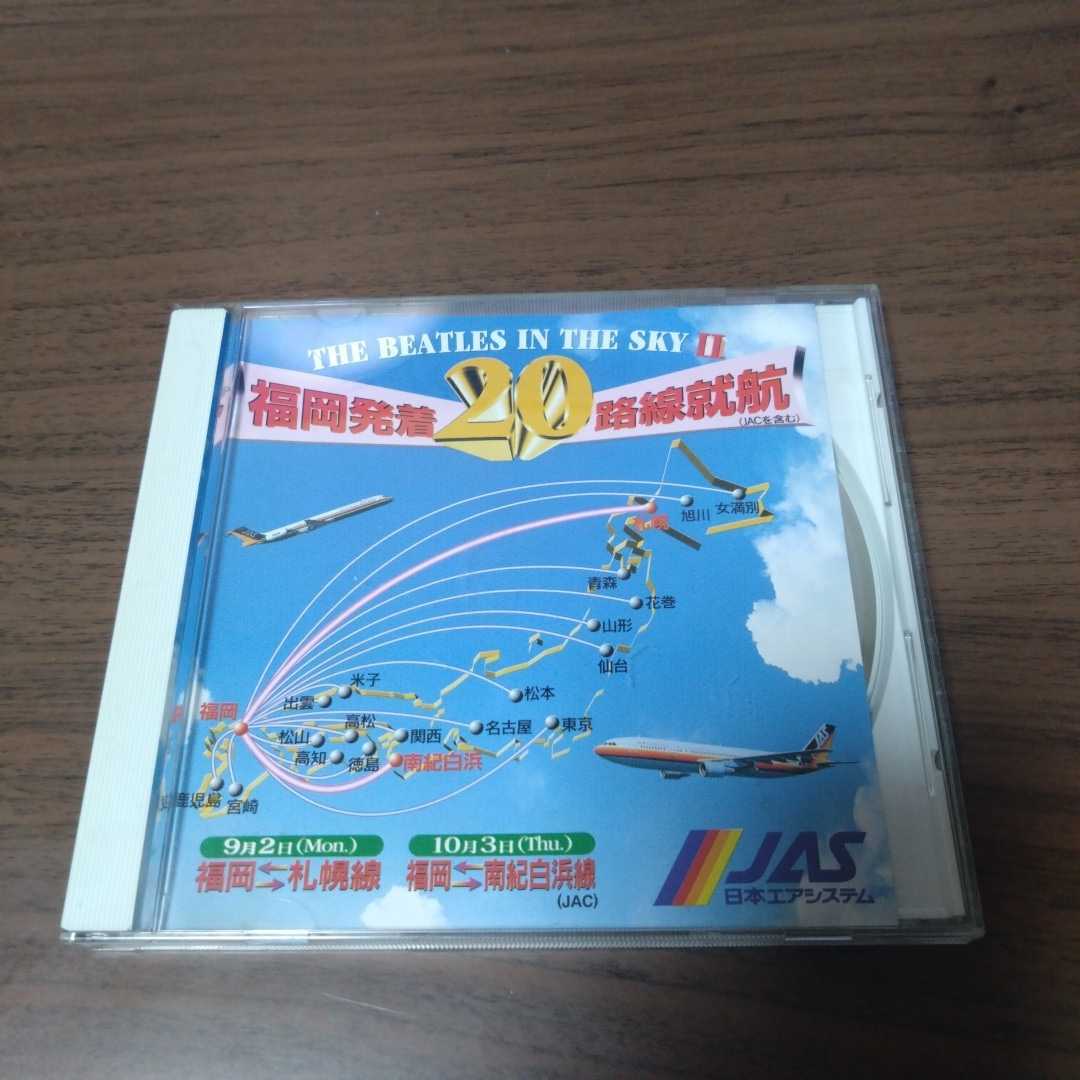 THE BEATLES IN THE SKY II
福岡発着20路線就航
(JACを含む)
札幌
旭川
女満別
青森
花巻
山形
仙台
米子
出雲
松本
福岡
高松
松山
関西
名古屋
東京
高知
徳島
南紀白浜
鹿児島
宮崎
9月2日(Mon.)
福岡⇆札幌線
10月3日(Thu.)
福岡⇆南紀白浜線
(JAC)
JAS
日本エアシステム
JAS